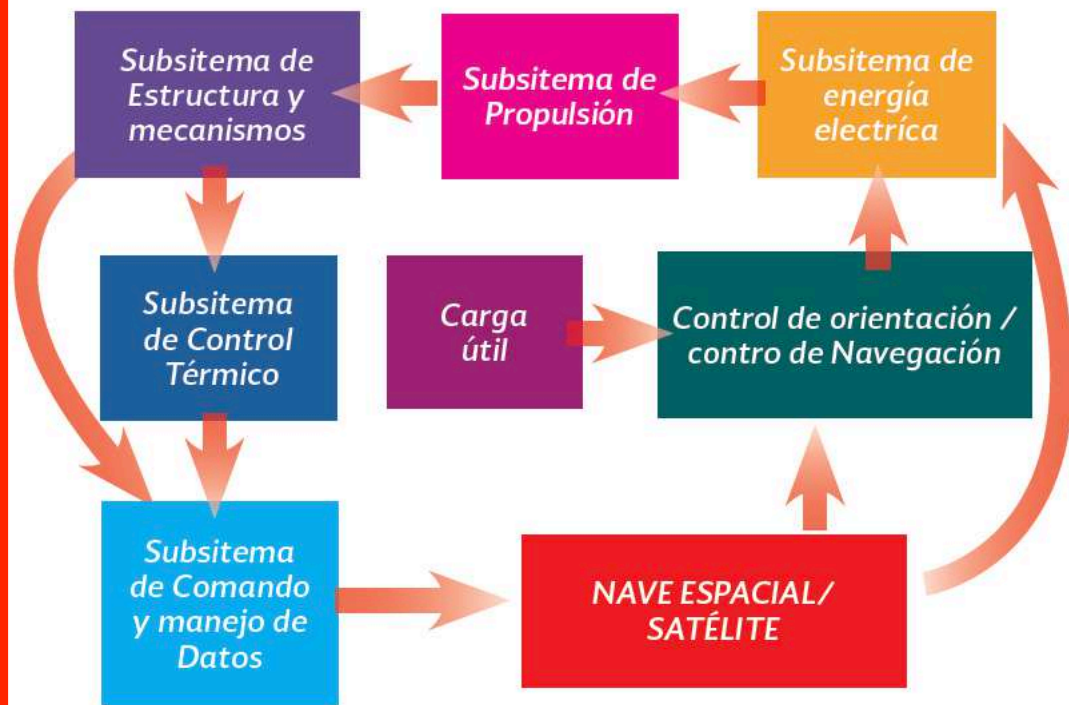 Subsitema de
Estructura y
mecanismos
Subsitema de
Propulsión
Subsitema de
energía
electríca
Subsitema
de Control
Térmico
Carga
útil
Control de orientación /
contro de Navegación
Subsitema
de Comando
y manejo de
Datos
NAVE ESPACIAL/
SATÉLITE